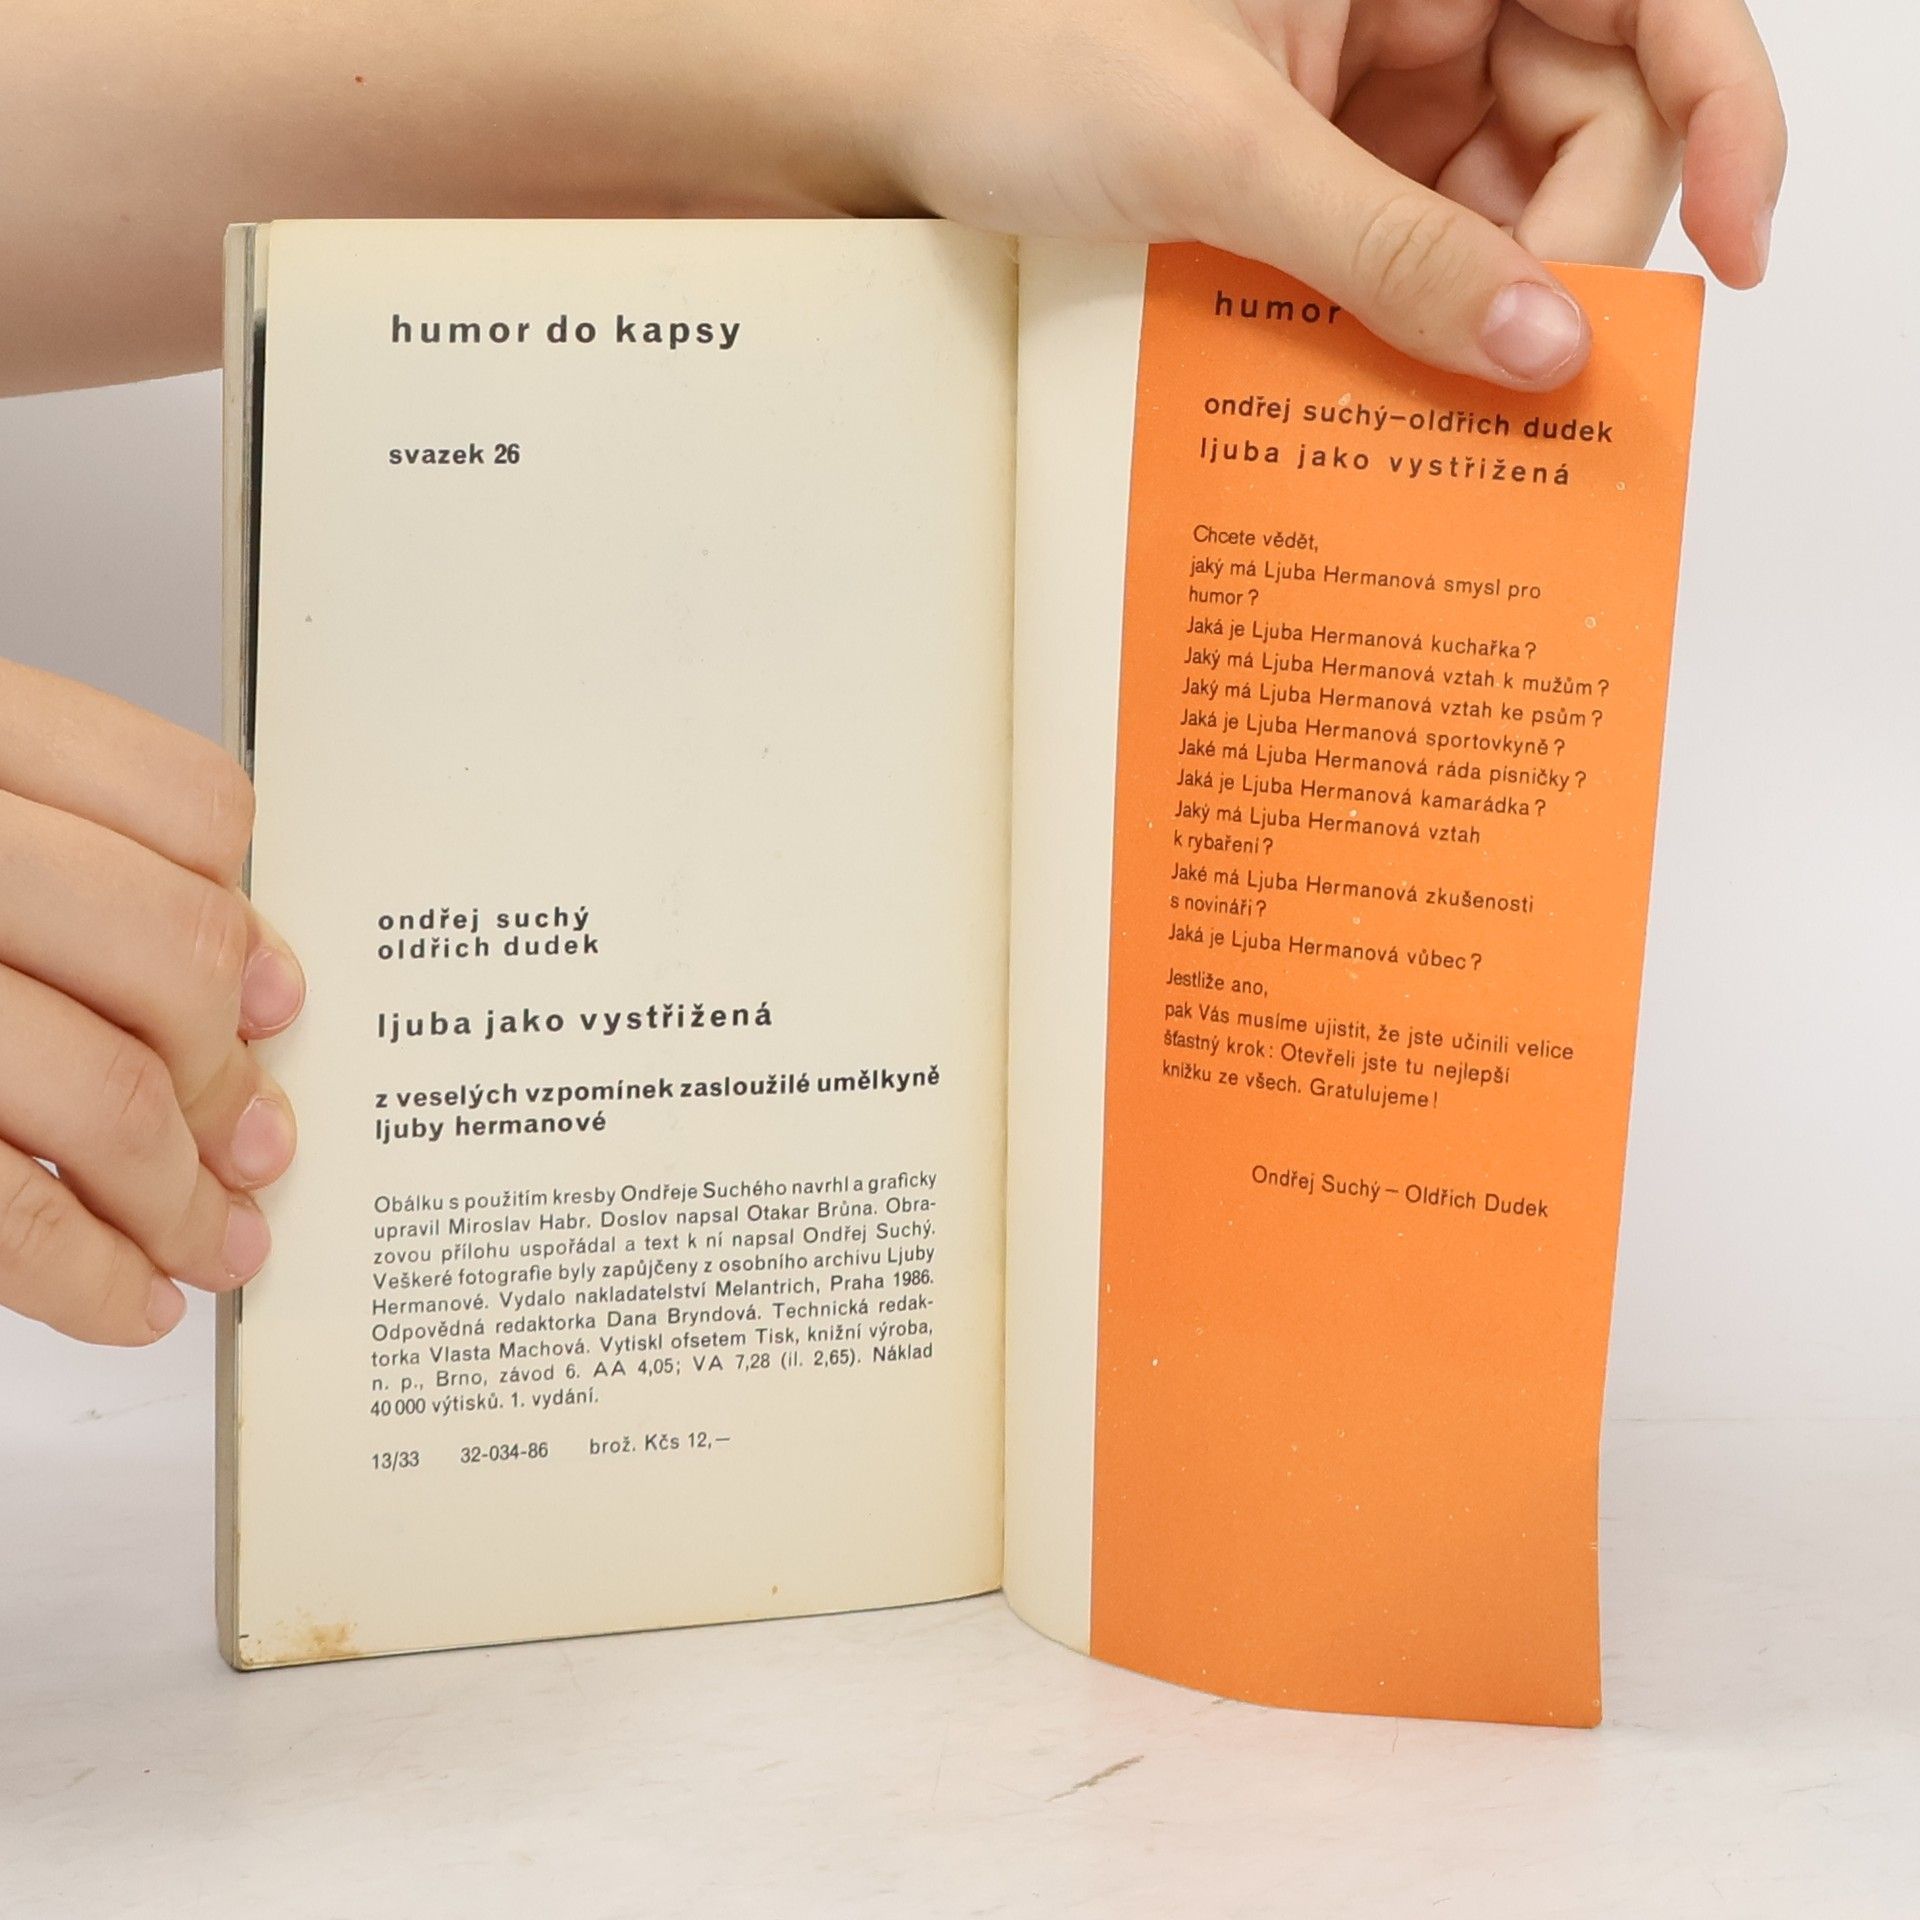 humor do kapsy
svazek 26
ondřej suchý
oldřich dudek
ljuba jako vystřižená
z veselých vzpomínek zasloužilé umělkyně
ljuby hermanové
Obálku s použitím kresby Ondřeje Suchého navrhl a graficky
upravil Miroslav Habr. Doslov napsal Otakar Brůna. Obra-
zovou přílohu uspořádal a text k ní napsal Ondřej Suchý.
Veškeré fotografie byly zapůjčeny z osobního archivu Ljuby
Hermanové. Vydalo nakladatelství Melantrich, Praha 1986.
Odpovědná redaktorka Dana Bryndová. Technická redak-
torka Vlasta Machová. Vytiskl ofsetem Tisk, knižní výroba,
n. p., Brno, závod 6. AA 4,05; VA 7,28 (il. 2,65). Náklad
40 000 výtisků. 1. vydání.
13/33 32-034-86 brož. Kčs 12,—
humor
ondřej suchý–oldřich dudek
ljuba jako vystřižená
Chcete vědět,
jaký má Ljuba Hermanová smysl pro
humor?
Jaká je Ljuba Hermanová kuchařka?
Jaký má Ljuba Hermanová vztah k mužům?
Jaký má Ljuba Hermanová vztah ke psům?
Jaká je Ljuba Hermanová sportovkyně?
Jaké má Ljuba Hermanová ráda písničky?
Jaká je Ljuba Hermanová kamarádka?
Jaký má Ljuba Hermanová vztah
k rybaření?
Jaké má Ljuba Hermanová zkušenosti
s novináři?
Jaká je Ljuba Hermanová vůbec?
Jestliže ano,
pak Vás musíme ujistit, že jste učinili velice
šťastný krok: Otevřeli jste tu nejlepší
knížku ze všech. Gratulujeme!
Ondřej Suchý – Oldřich Dudek